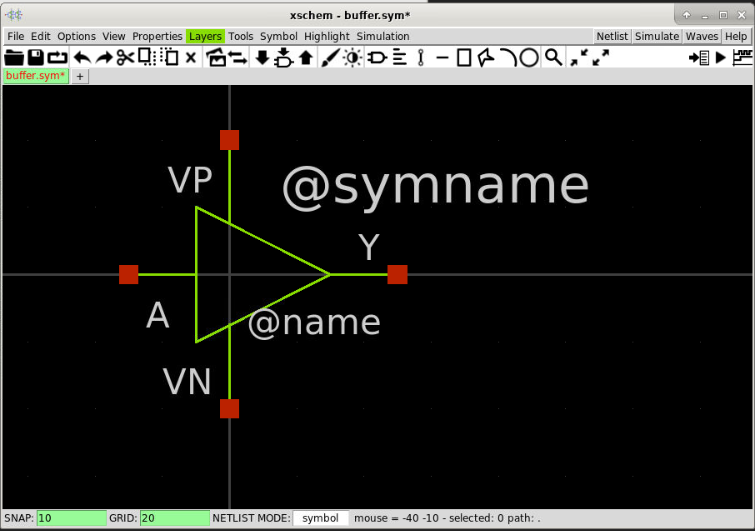 xschem - buffer.sym*
File Edit Options View Properties Layers Tools Symbol Highlight Simulation Netlist Simulate Waves Help
buffer.sym* +
VP @symname
Y
A @name
VN
SNAP: 10 GRID: 20 NETLIST MODE: symbol mouse = -40 -10 - selected: 0 path: .